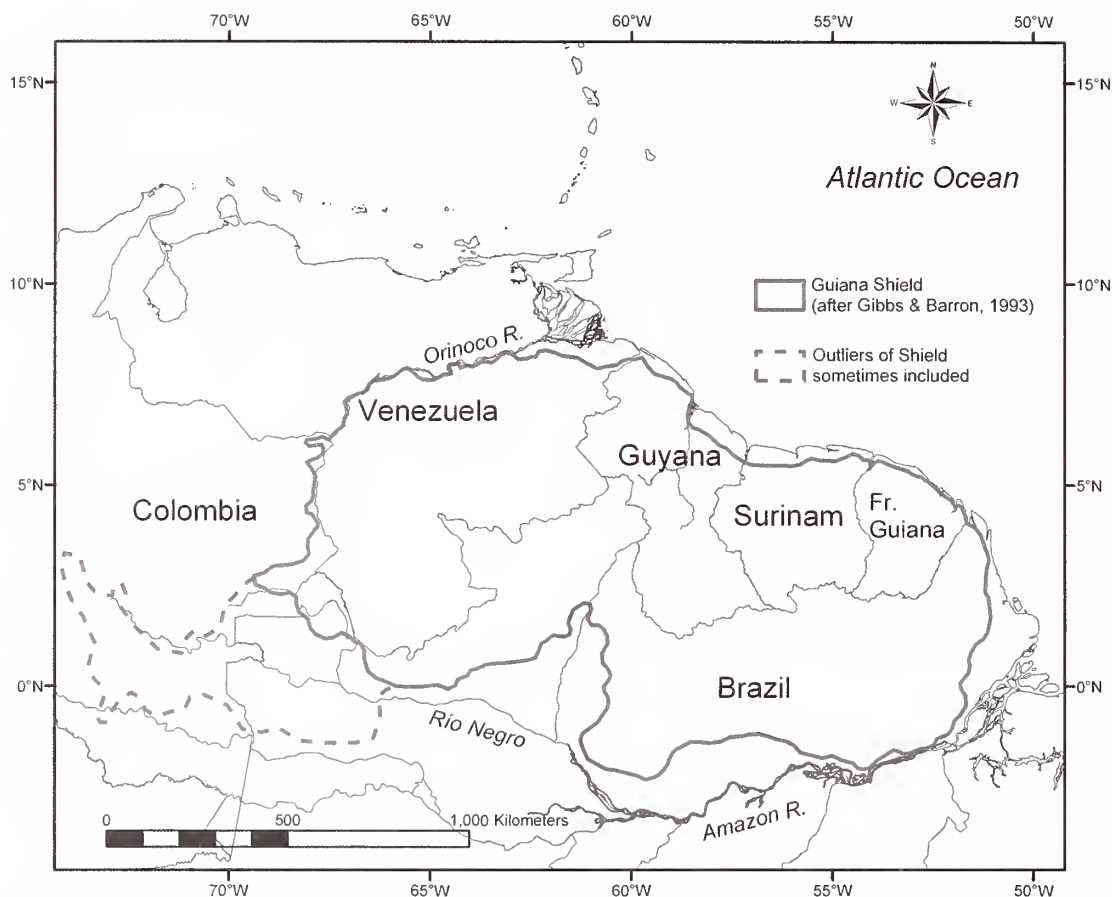 70°W 65°W 60°W 55°W 50°W
15°N 15°N
N
W E
S
Atlantic Ocean
10°N 10°N
Guiana Shield
(after Gibbs & Barron, 1993)
Orinoco R.
Outliers of Shield
sometimes included
Venezuela
Guyana
5°N 5°N
Colombia
Surinam
Fr.
Guiana
0°N 0°N
Brazil
Río Negro
0 500 1,000 Kilometers
Amazon R.
70°W 65°W 60°W 55°W 50°W